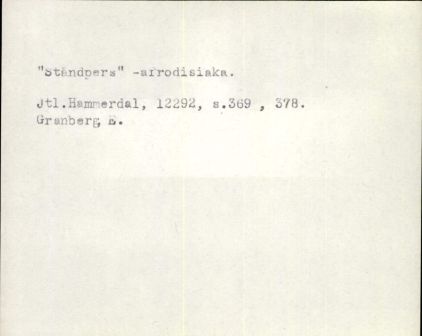 "Ståndpers" -afrodisiaka.
Jtl.Hammerdal, 12292, s.369 , 378.
Granberg E.